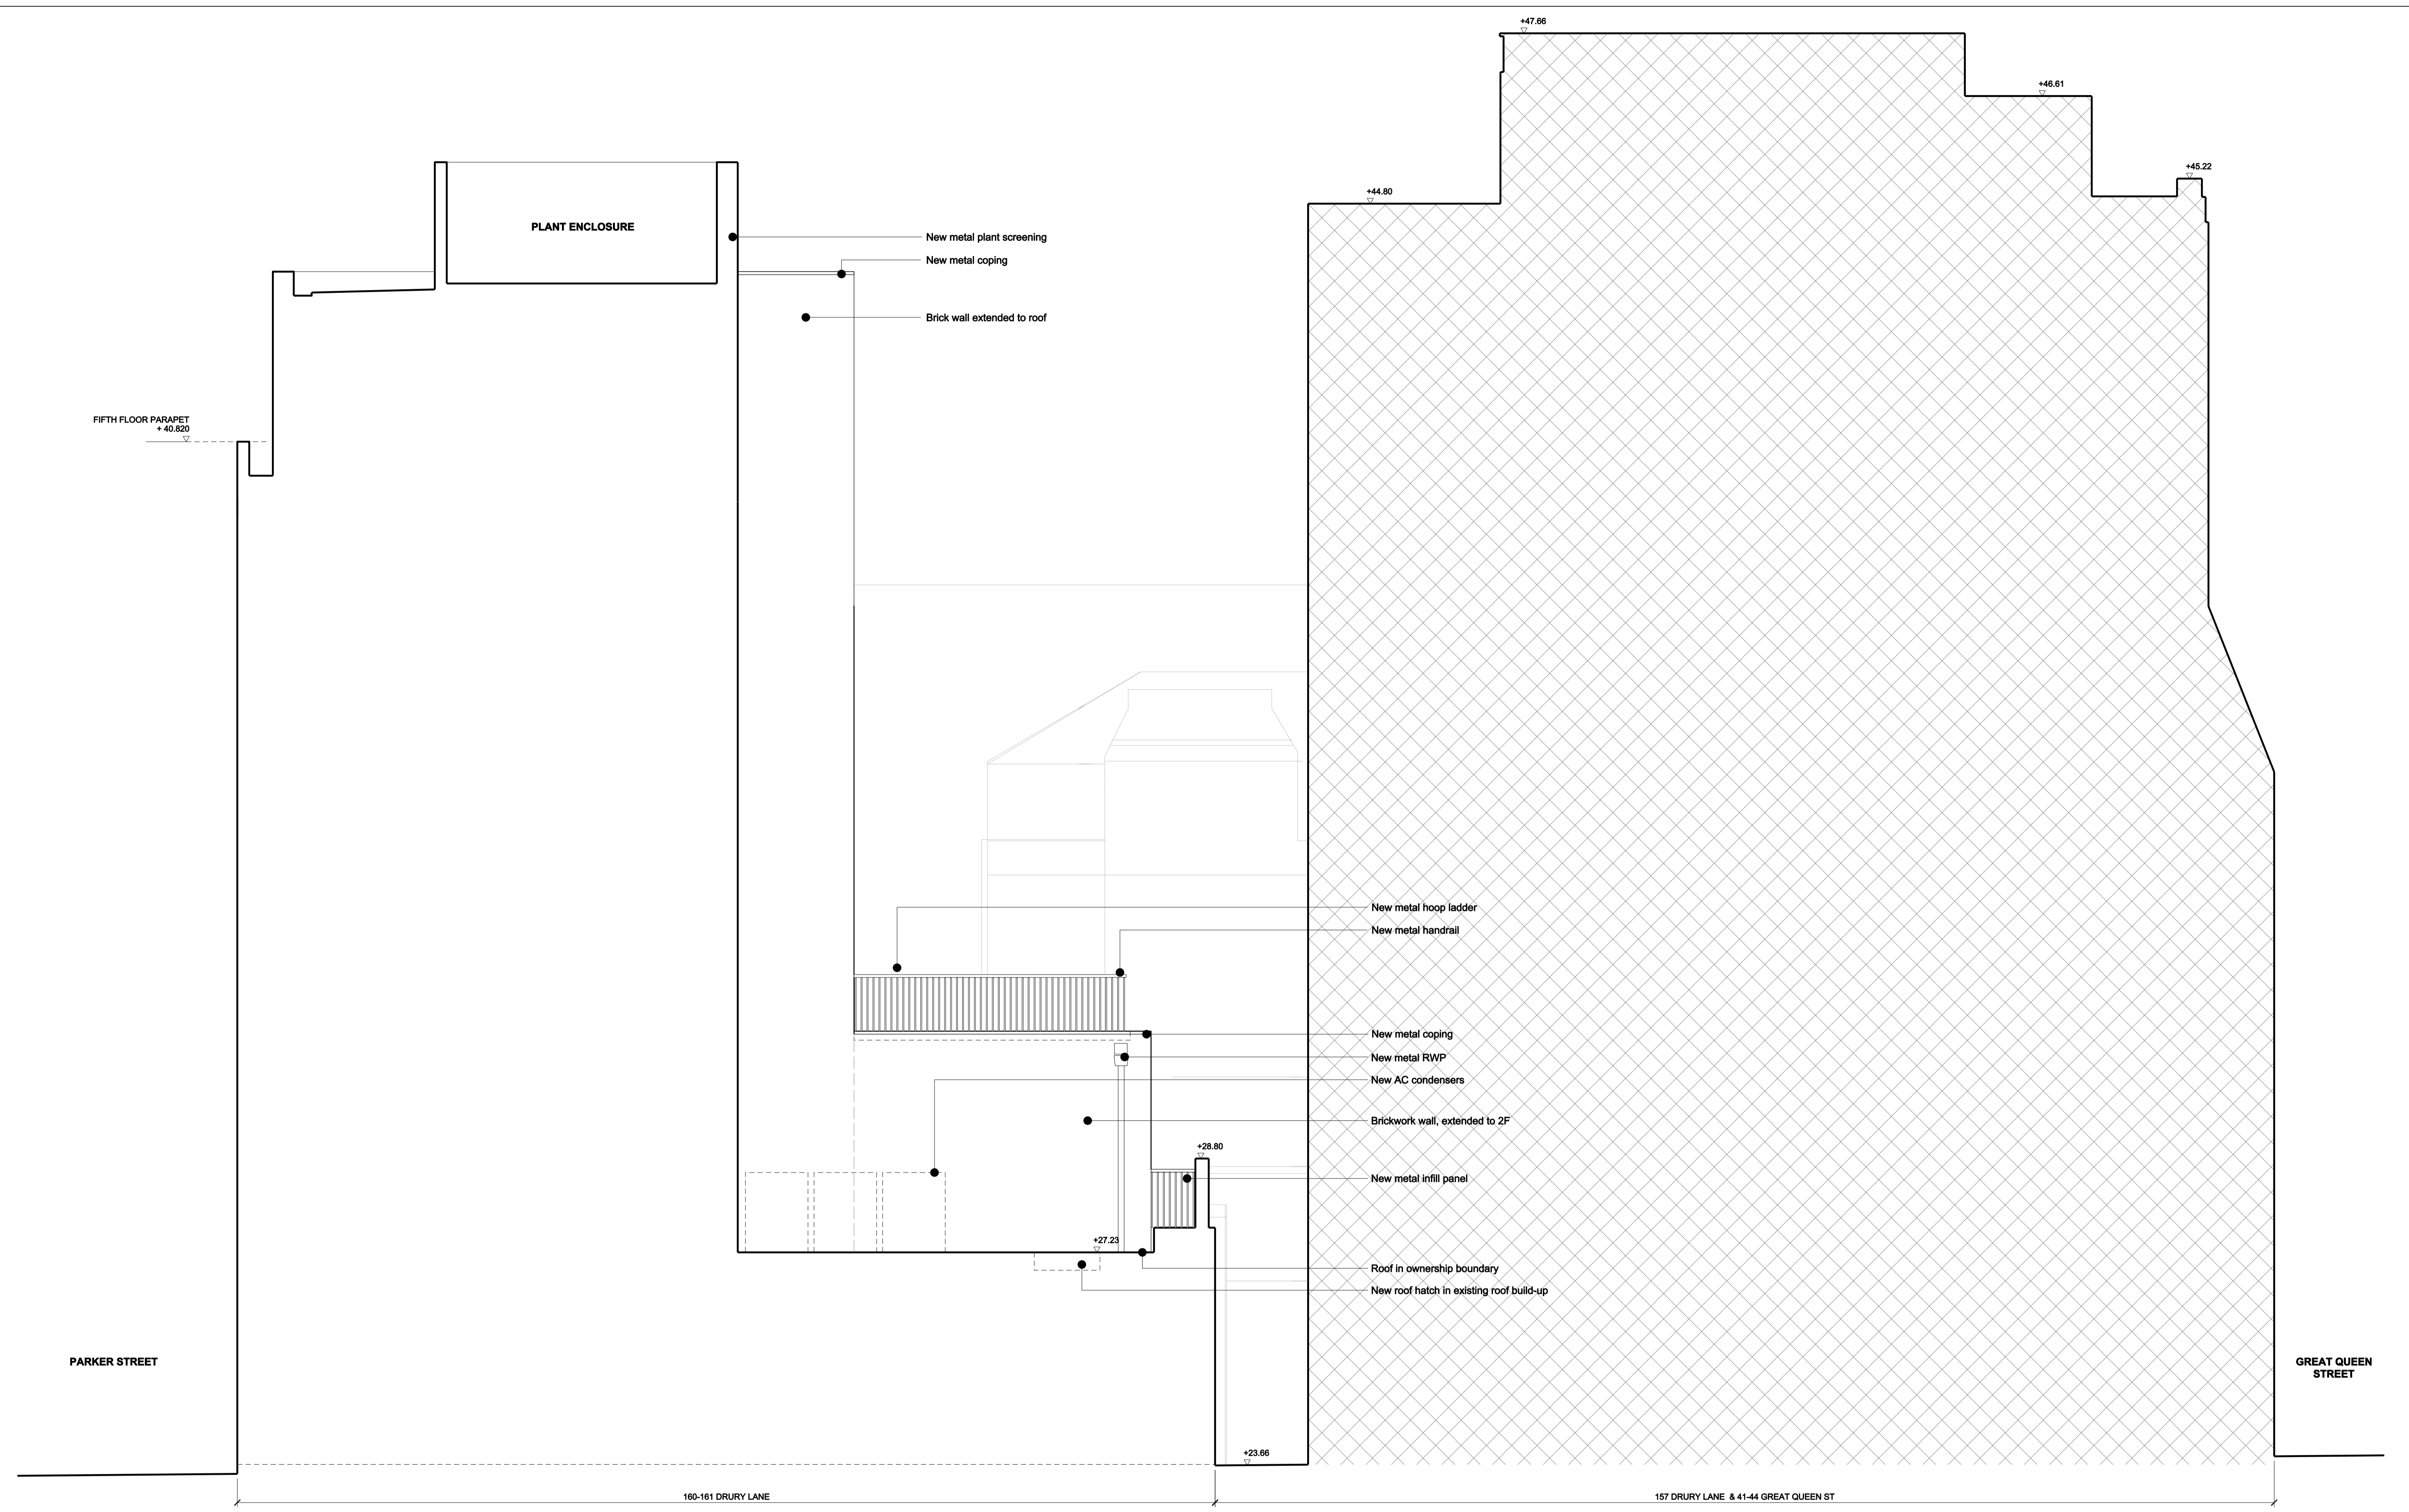 +47.66
+46.61
+45.22
+44.80
PLANT ENCLOSURE
New metal plant screening
New metal coping
Brick wall extended to roof
FIFTH FLOOR PARAPET
+ 40.820
New metal hoop ladder
New metal handrail
New metal coping
New metal RWP
New AC condensers
Brickwork wall, extended to 2F
+28.80
New metal infill panel
+27.23
Roof in ownership boundary
New roof hatch in existing roof build-up
PARKER STREET
GREAT QUEEN
STREET
+23.66
160-161 DRURY LANE
157 DRURY LANE & 41-44 GREAT QUEEN ST